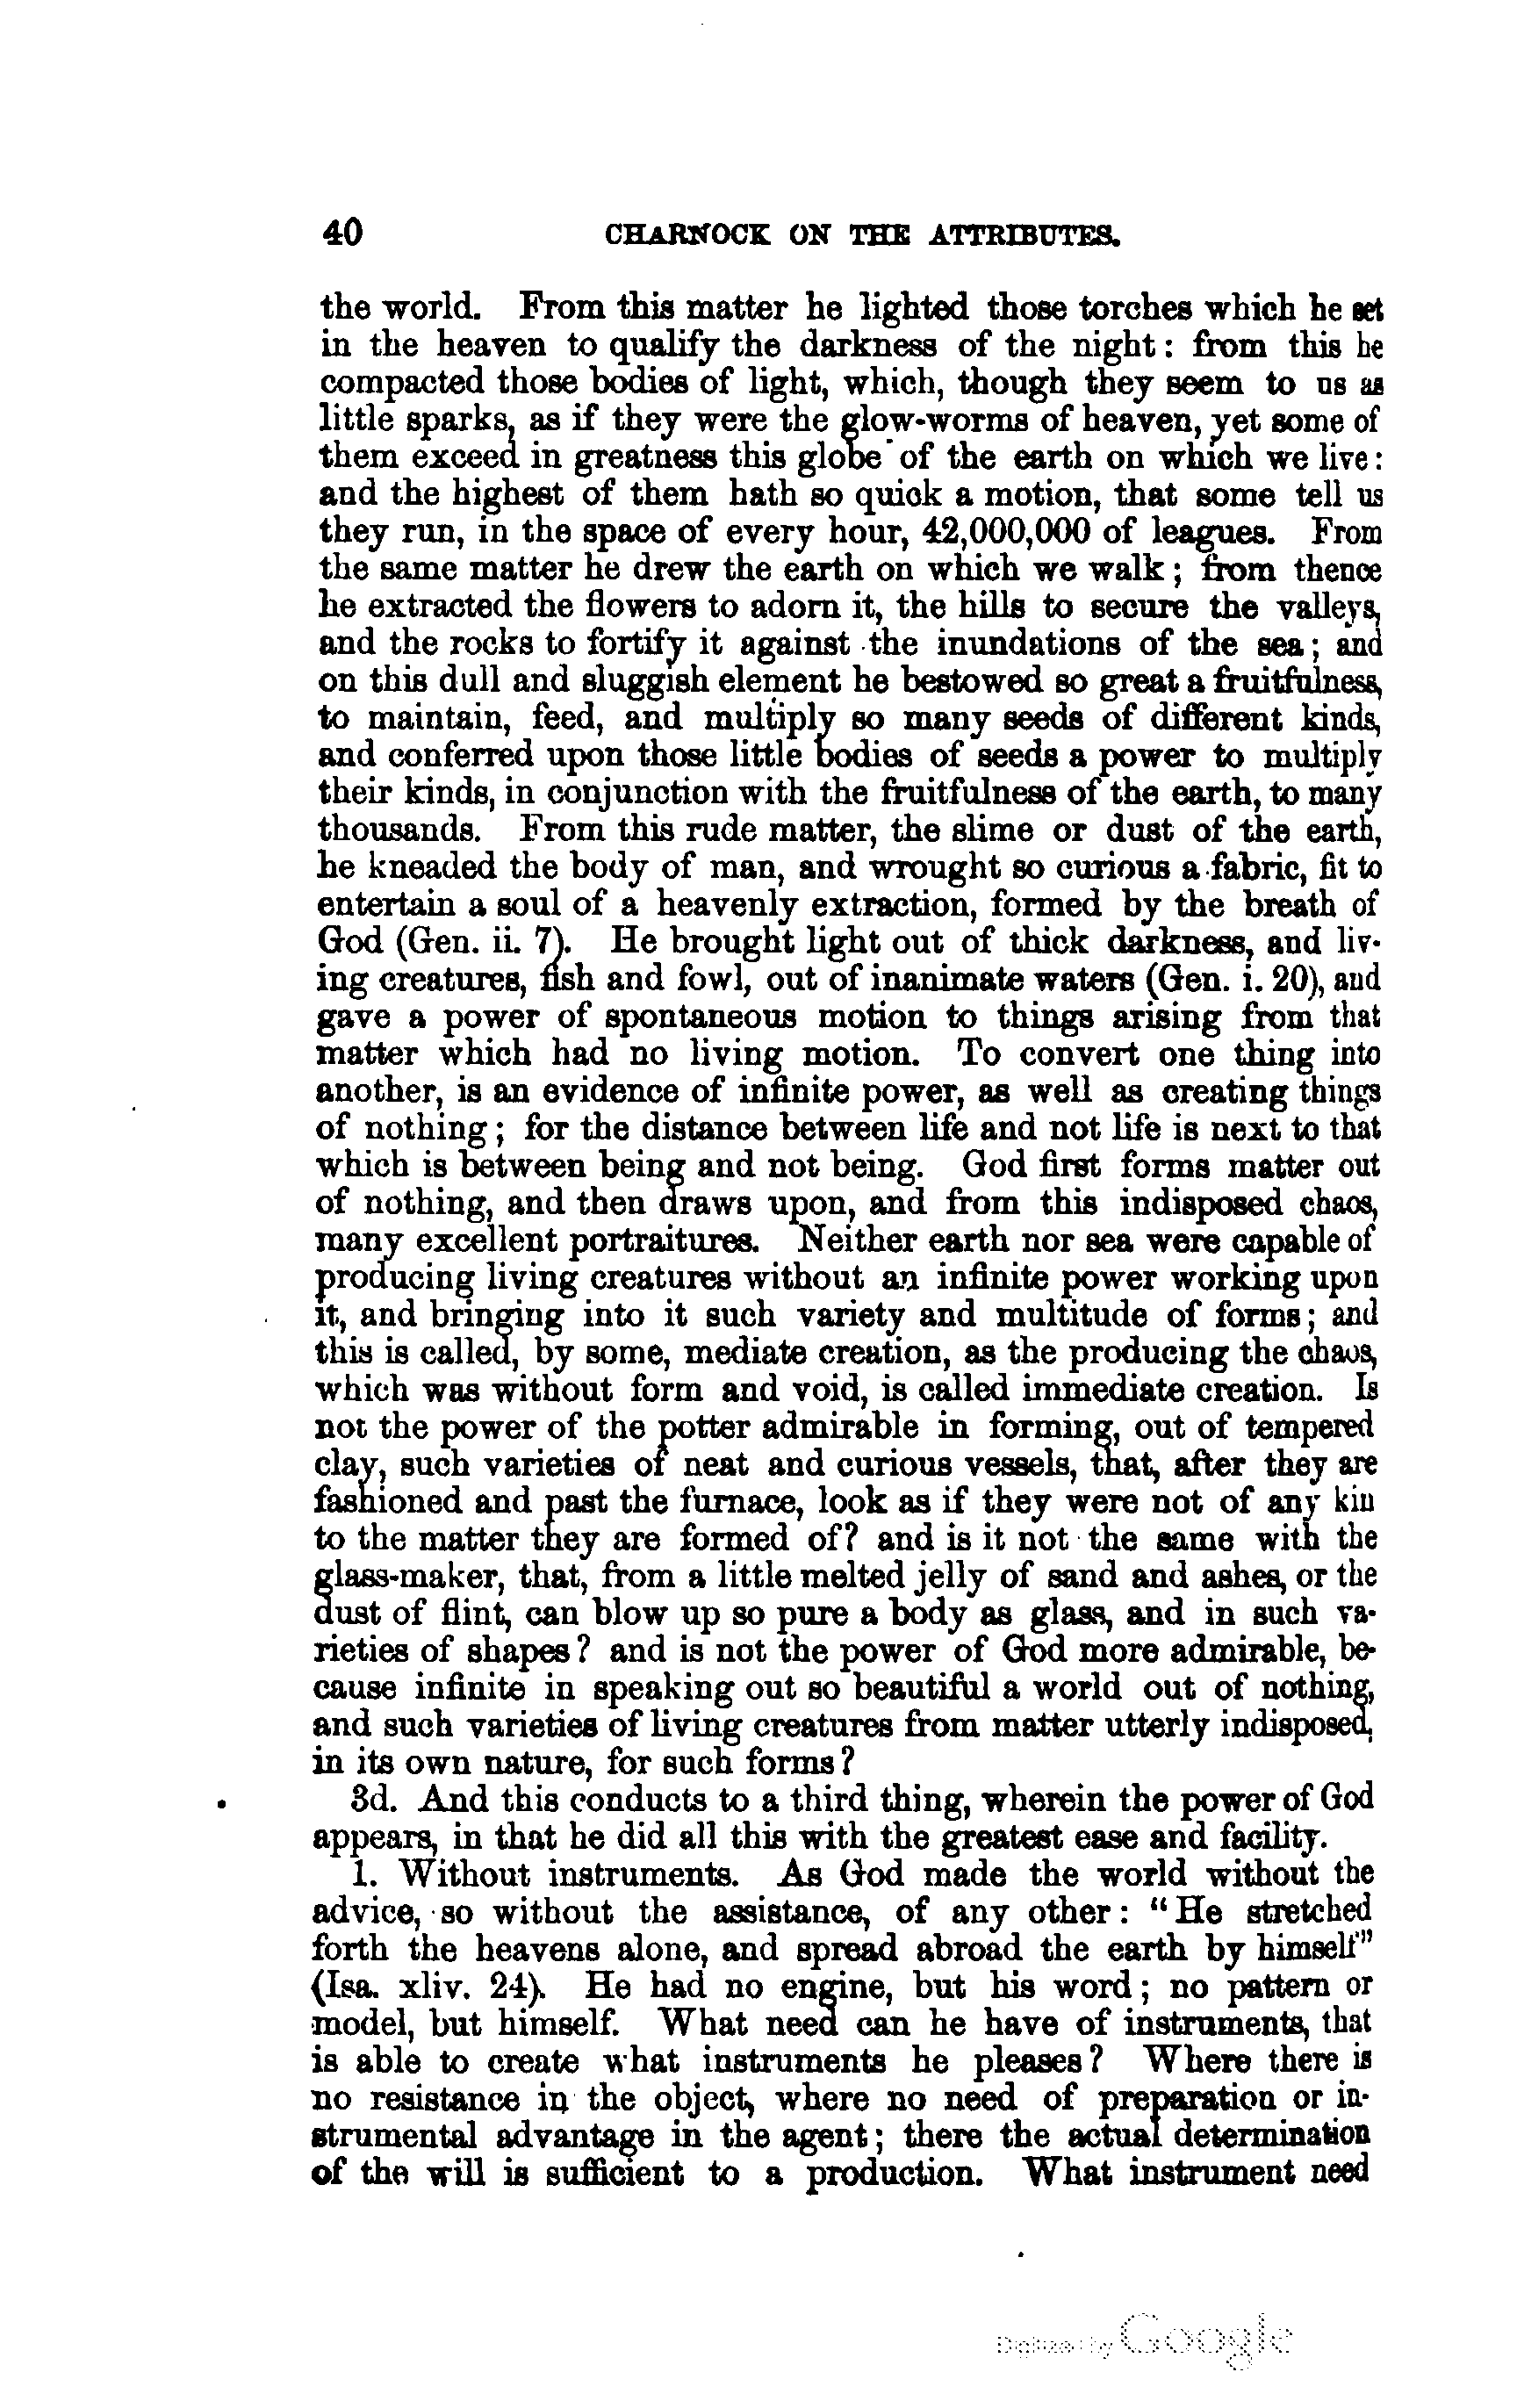 40 CHARNOCK ON THE ATTRIBUTES.
the world. From this matter he lighted those torches which he set
in the heaven to qualify the darkness of the night: from this he
compacted those bodies of light, which, though they seem to us as
little sparks, as if they were the glow-worms of heaven, yet some of
them exceed in greatness this globe of the earth on which we live:
and the highest of them hath so quick a motion, that some tell us
they run, in the space of every hour, 42,000,000 of leagues. From
the same matter he drew the earth on which we walk; from thence
he extracted the flowers to adorn it, the hills to secure the valleys,
and the rocks to fortify it against the inundations of the sea; and
on this dull and sluggish element he bestowed so great a fruitfulness,
to maintain, feed, and multiply so many seeds of different kinds,
and conferred upon those little bodies of seeds a power to multiply
their kinds, in conjunction with the fruitfulness of the earth, to many
thousands. From this rude matter, the slime or dust of the earth,
he kneaded the body of man, and wrought so curious a fabric, fit to
entertain a soul of a heavenly extraction, formed by the breath of
God (Gen. ii. 7). He brought light out of thick darkness, and liv-
ing creatures, fish and fowl, out of inanimate waters (Gen. i. 20), and
gave a power of spontaneous motion to things arising from that
matter which had no living motion. To convert one thing into
another, is an evidence of infinite power, as well as creating things
of nothing; for the distance between life and not life is next to that
which is between being and not being. God first forms matter out
of nothing, and then draws upon, and from this indisposed chaos,
many excellent portraitures. Neither earth nor sea were capable of
producing living creatures without an infinite power working upon
it, and bringing into it such variety and multitude of forms; and
this is called, by some, mediate creation, as the producing the chaos,
which was without form and void, is called immediate creation. Is
not the power of the potter admirable in forming, out of tempered
clay, such varieties of neat and curious vessels, that, after they are
fashioned and past the furnace, look as if they were not of any kin
to the matter they are formed of? and is it not the same with the
glass-maker, that, from a little melted jelly of sand and ashes, or the
dust of flint, can blow up so pure a body as glass, and in such va-
rieties of shapes? and is not the power of God more admirable, be-
cause infinite in speaking out so beautiful a world out of nothing,
and such varieties of living creatures from matter utterly indisposed,
in its own nature, for such forms?
3d. And this conducts to a third thing, wherein the power of God
appears, in that he did all this with the greatest ease and facility.
1. Without instruments. As God made the world without the
advice, so without the assistance, of any other: "He stretched
forth the heavens alone, and spread abroad the earth by himself"
(Isa. xliv. 24). He had no engine, but his word; no pattern or
model, but himself. What need can he have of instruments, that
is able to create what instruments he pleases? Where there is
no resistance in the object, where no need of preparation or in-
strumental advantage in the agent; there the actual determination
of the will is sufficient to a production. What instrument need
Digitized by Google